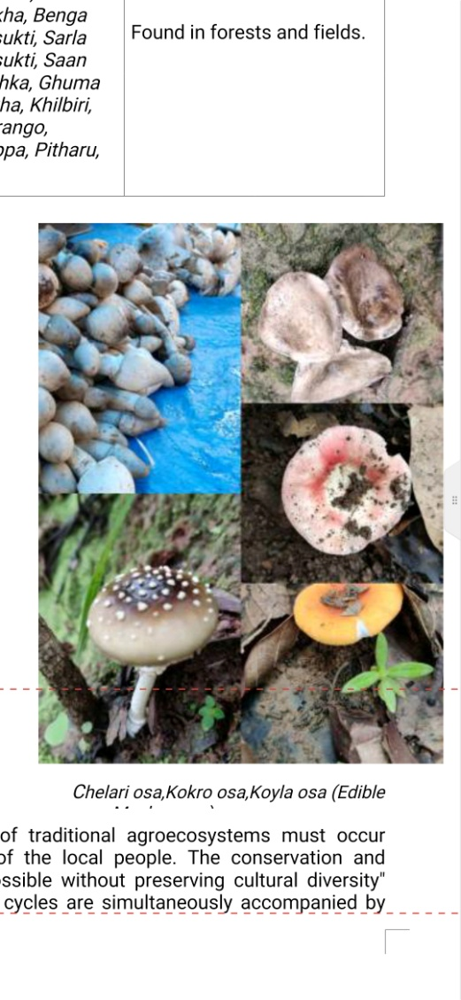 kha, Benga
sukti, Sarla
sukti, Saan
hka, Ghuma
ha, Khilbiri,
rango,
ppa, Pitharu,
Found in forests and fields.
Chelari osa,Kokro osa,Koyla osa (Edible
of traditional agroecosystems must occur
of the local people. The conservation and
ossible without preserving cultural diversity"
cycles are simultaneously accompanied by